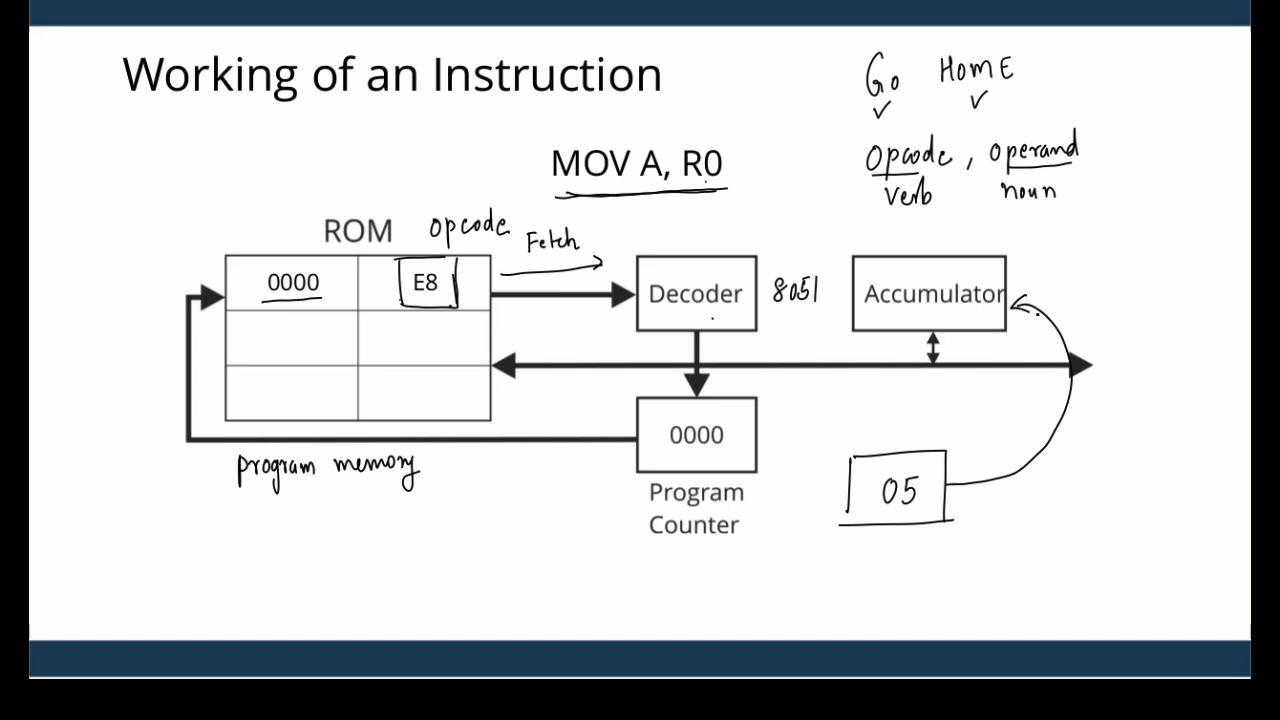 Working of an Instruction
Go HOME
MOV A, R0
Opcode, operand
verb noun
ROM opcode
Fetch
0000 E8
Decoder
8051
Accumulator
0000
program memory
Program
Counter
05